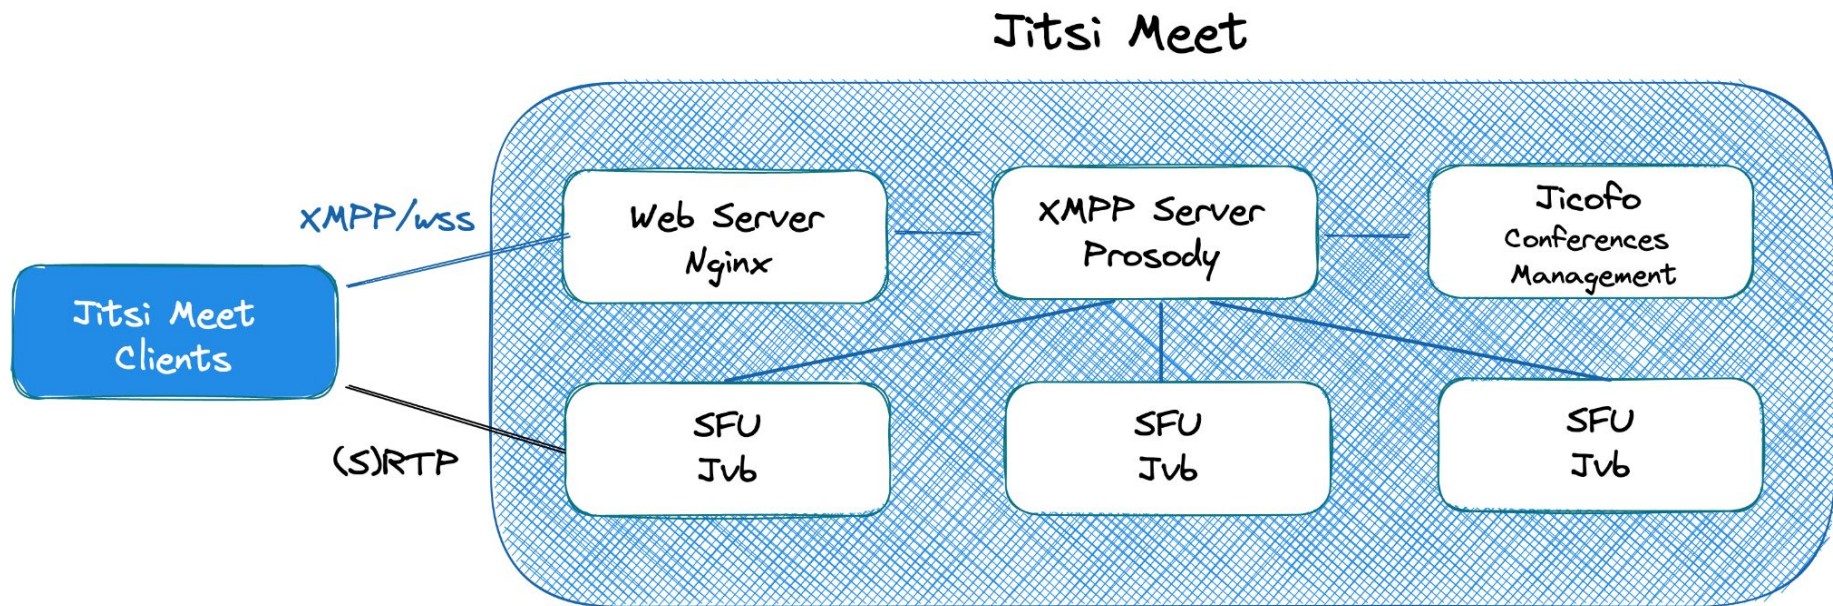 Jitsi Meet
XMPP/wss
Web Server
Nginx
XMPP Server
Prosody
Jicofo
Conferences
Management
Jitsi Meet
Clients
(S)RTP
SFU
Jvb
SFU
Jvb
SFU
Jvb